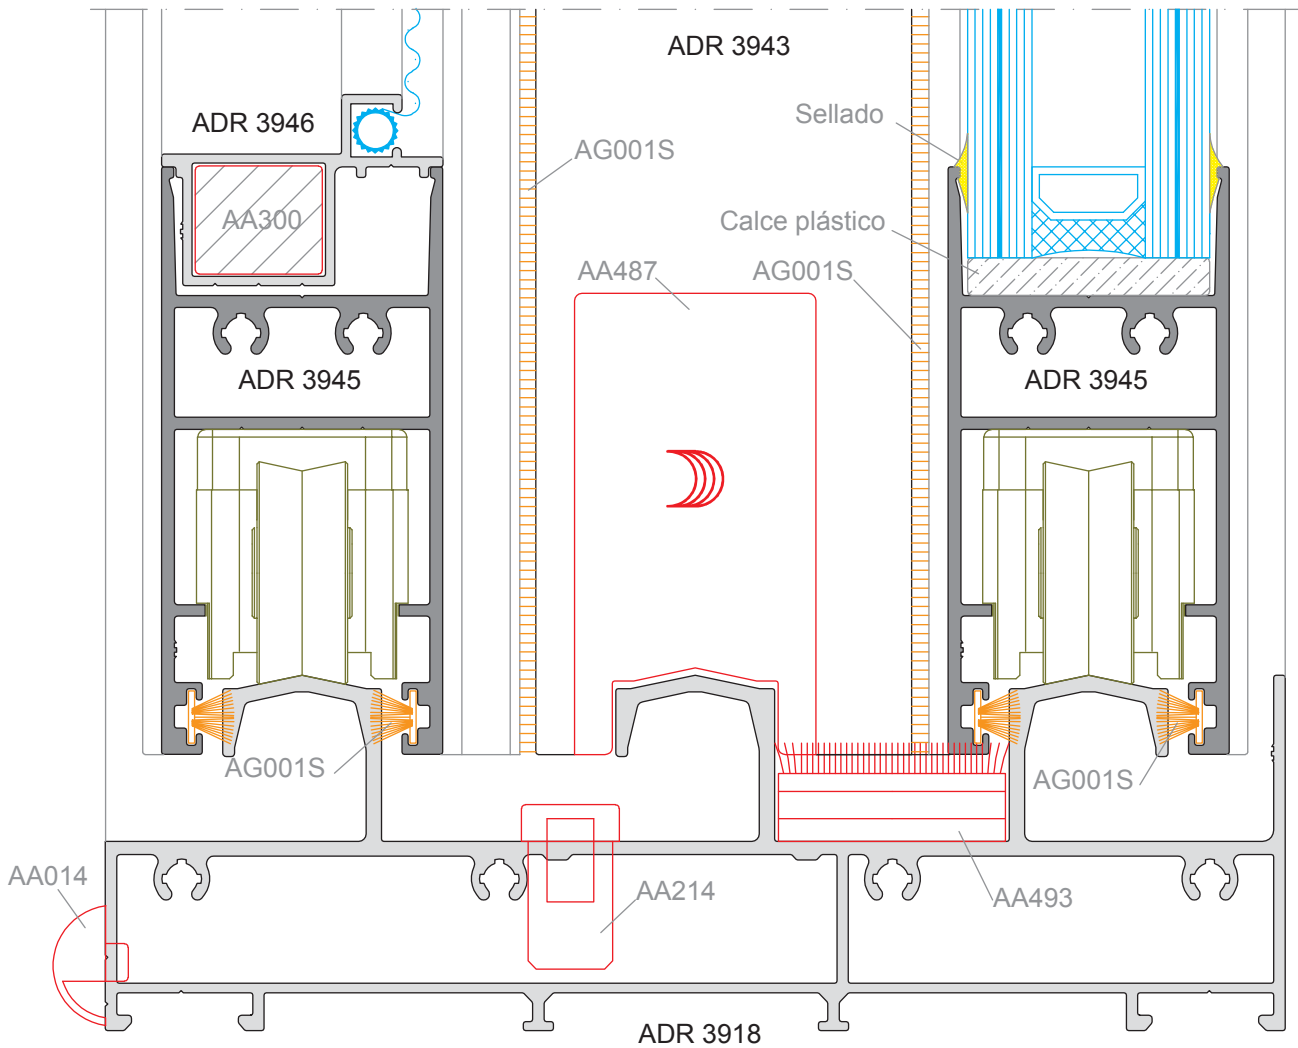 ADR 3943
Sellado
ADR 3946
AG001S
AA300
Calce plástico
AA487
AG001S
ADR 3945
ADR 3945
AG001S
AG001S
AA014
AA214
AA493
ADR 3918